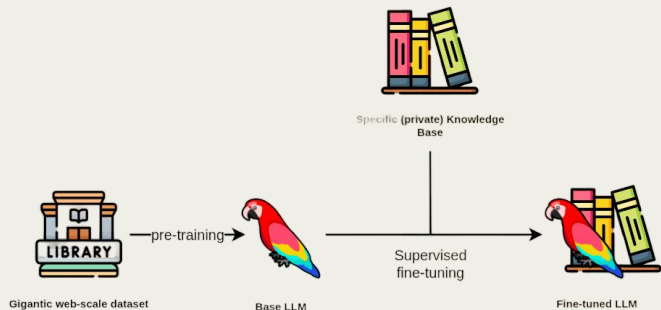 Specific (private) Knowledge
Base
LIBRARY
pre-training
Supervised
fine-tuning
Gigantic web-scale dataset
Base LLM
Fine-tuned LLM